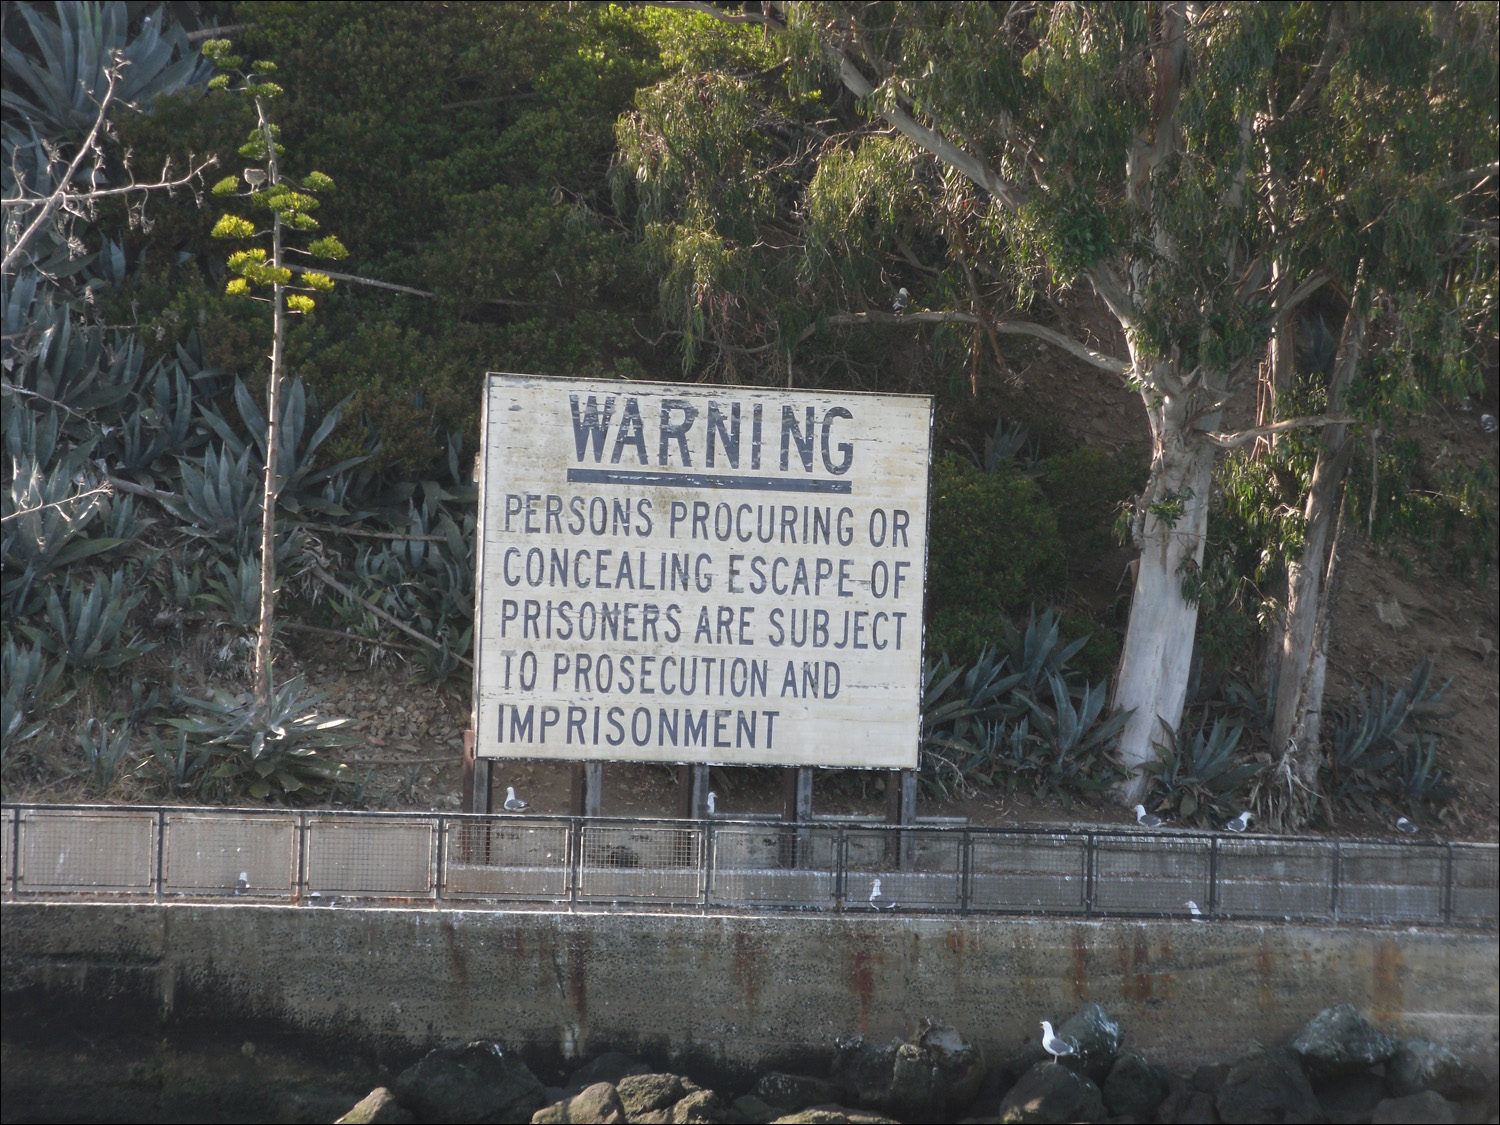 WARNING
PERSONS PROCURING OR
CONCEALING ESCAPE OF
PRISONERS ARE SUBJECT
TO PROSECUTION AND
IMPRISONMENT